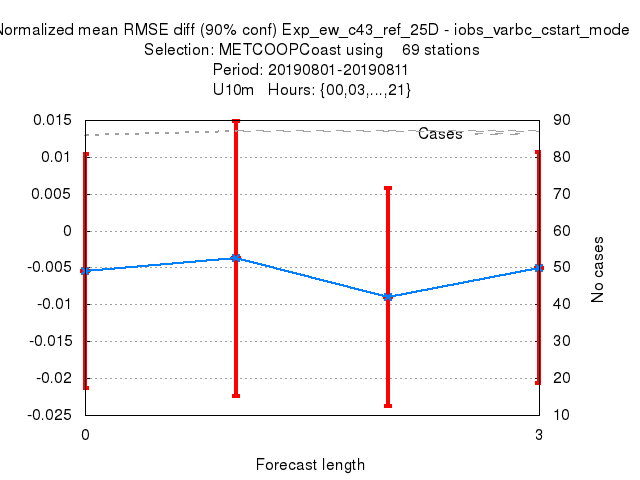 Normalized mean RMSE diff (90% conf) Exp_ew_c43_ref_25D - iobs_varbc_cstart_mode
Selection: METCOOPCoast using 69 stations
Period: 20190801-20190811
U10m Hours: {00,03,...,21}
0.015
0.01
0.005
0
-0.005
-0.01
-0.015
-0.02
-0.025
Cases
90
80
70
60
50
40
30
20
10
No cases
0
3
Forecast length